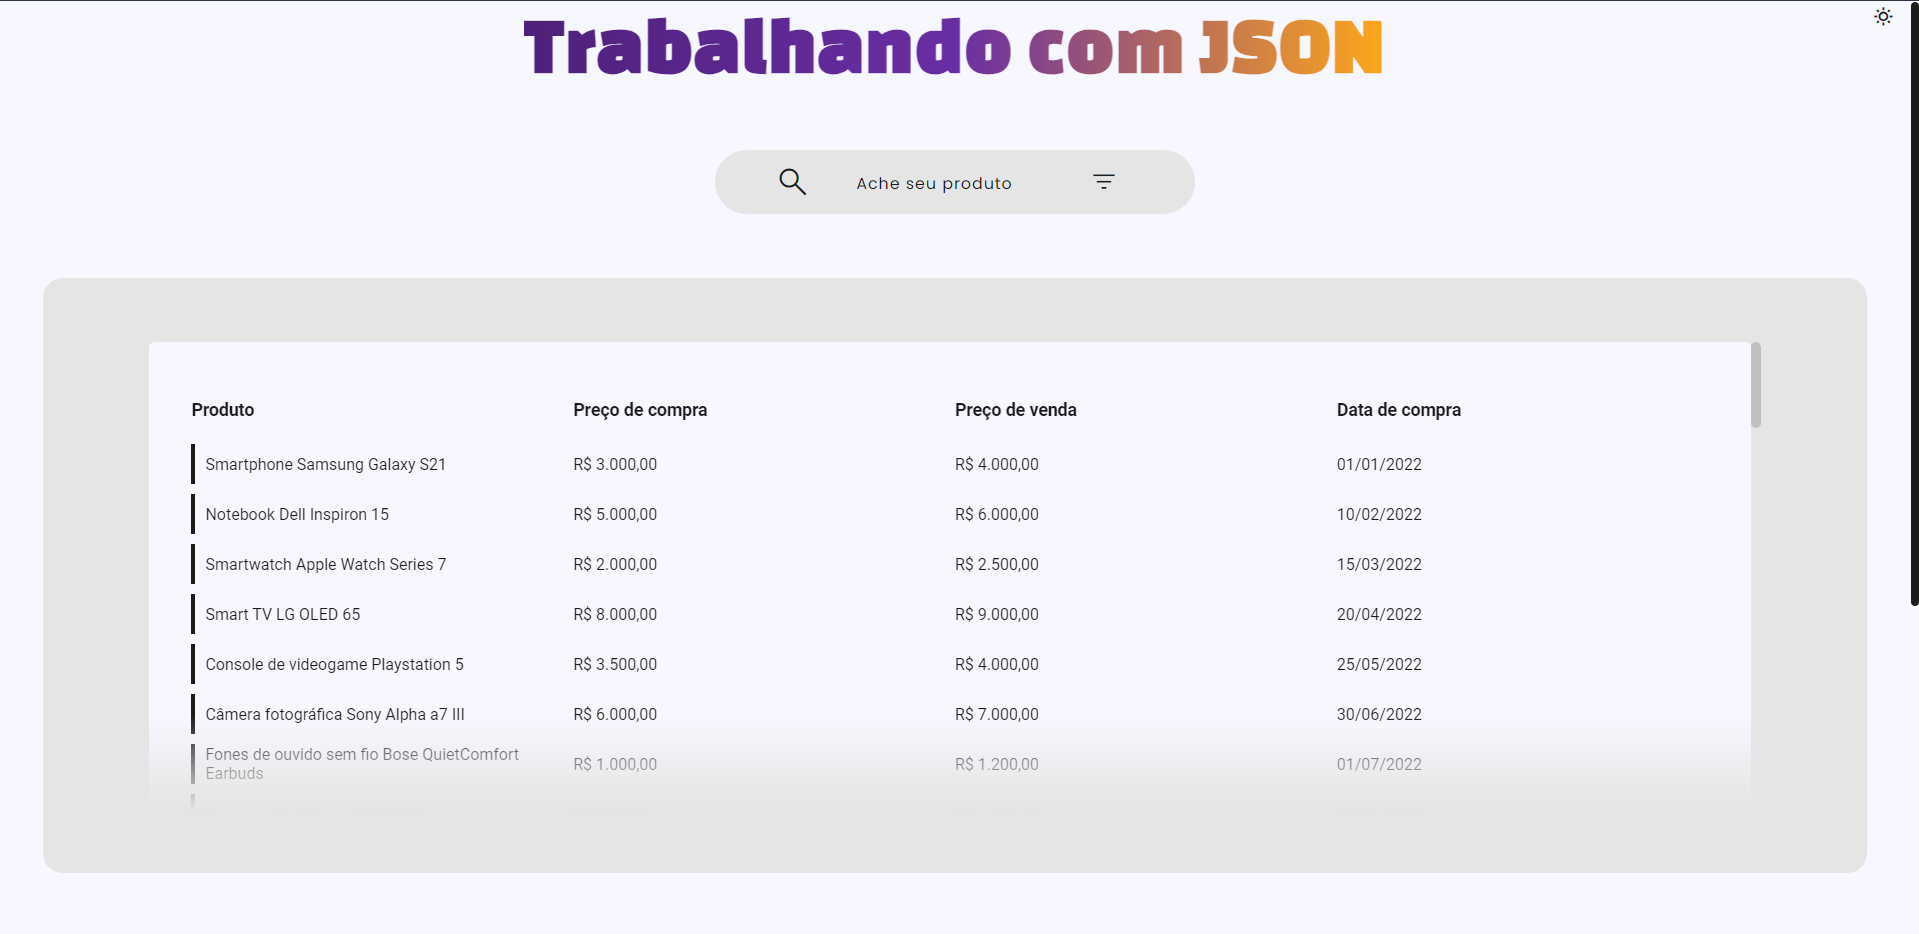 Trabalhando com JSON
Ache seu produto
Produto Preço de compra Preço de venda Data de compra
Smartphone Samsung Galaxy S21 R$ 3.000,00 R$ 4.000,00 01/01/2022
Notebook Dell Inspiron 15 R$ 5.000,00 R$ 6.000,00 10/02/2022
Smartwatch Apple Watch Series 7 R$ 2.000,00 R$ 2.500,00 15/03/2022
Smart TV LG OLED 65 R$ 8.000,00 R$ 9.000,00 20/04/2022
Console de videogame Playstation 5 R$ 3.500,00 R$ 4.000,00 25/05/2022
Câmera fotográfica Sony Alpha a7 III R$ 6.000,00 R$ 7.000,00 30/06/2022
Fones de ouvido sem fio Bose QuietComfort
Earbuds R$ 1.000,00 R$ 1.200,00 01/07/2022